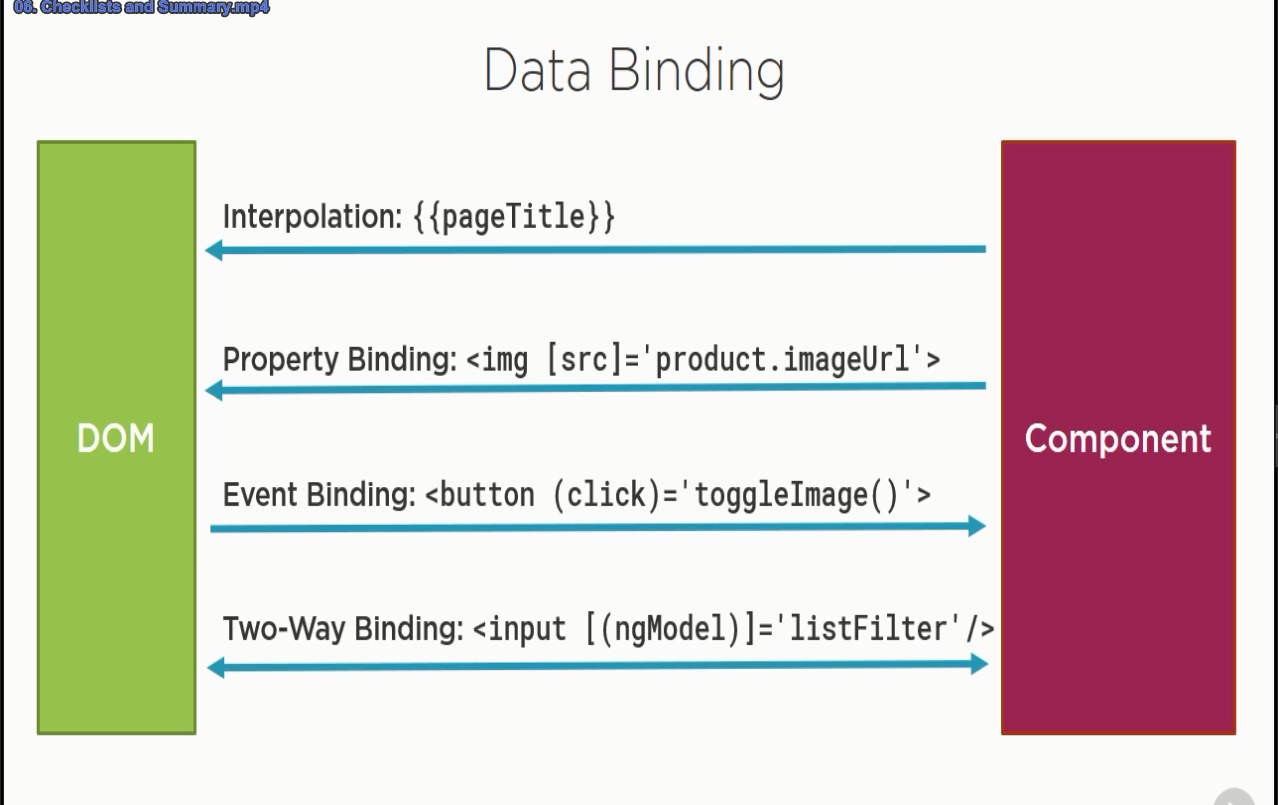 06. Checklists and Summary.mp4
Data Binding
Interpolation: {{pageTitle}}
Property Binding: <img [src]='product.imageUrl'>
DOM
Component
Event Binding: <button (click)='toggleImage()'>
Two-Way Binding: <input [(ngModel)]='listFilter'/>